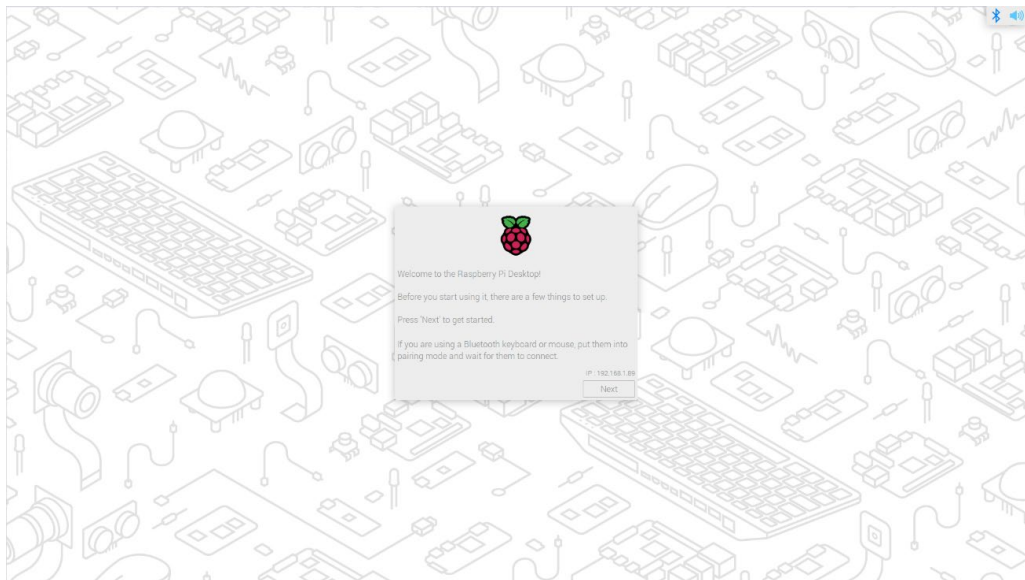 Welcome to the Raspberry Pi Desktop!
Before you start using it, there are a few things to set up.
Press 'Next' to get started.
If you are using a Bluetooth keyboard or mouse, put them into
pairing mode and wait for them to connect.
IP : 192.168.1.89
Next